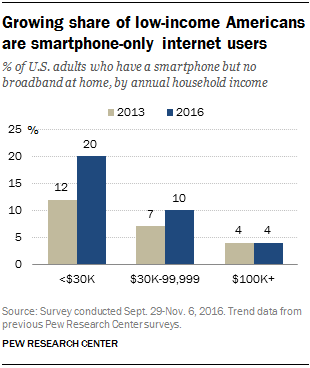 Growing share of low-income Americans
are smartphone-only internet users
% of U.S. adults who have a smartphone but no
broadband at home, by annual household income
2013 2016
25 %
20
15
10
5
0
12 20
7 10
4 4
<$30K $30K-99,999 $100K+
Source: Survey conducted Sept. 29-Nov. 6, 2016. Trend data from
previous Pew Research Center surveys.
PEW RESEARCH CENTER